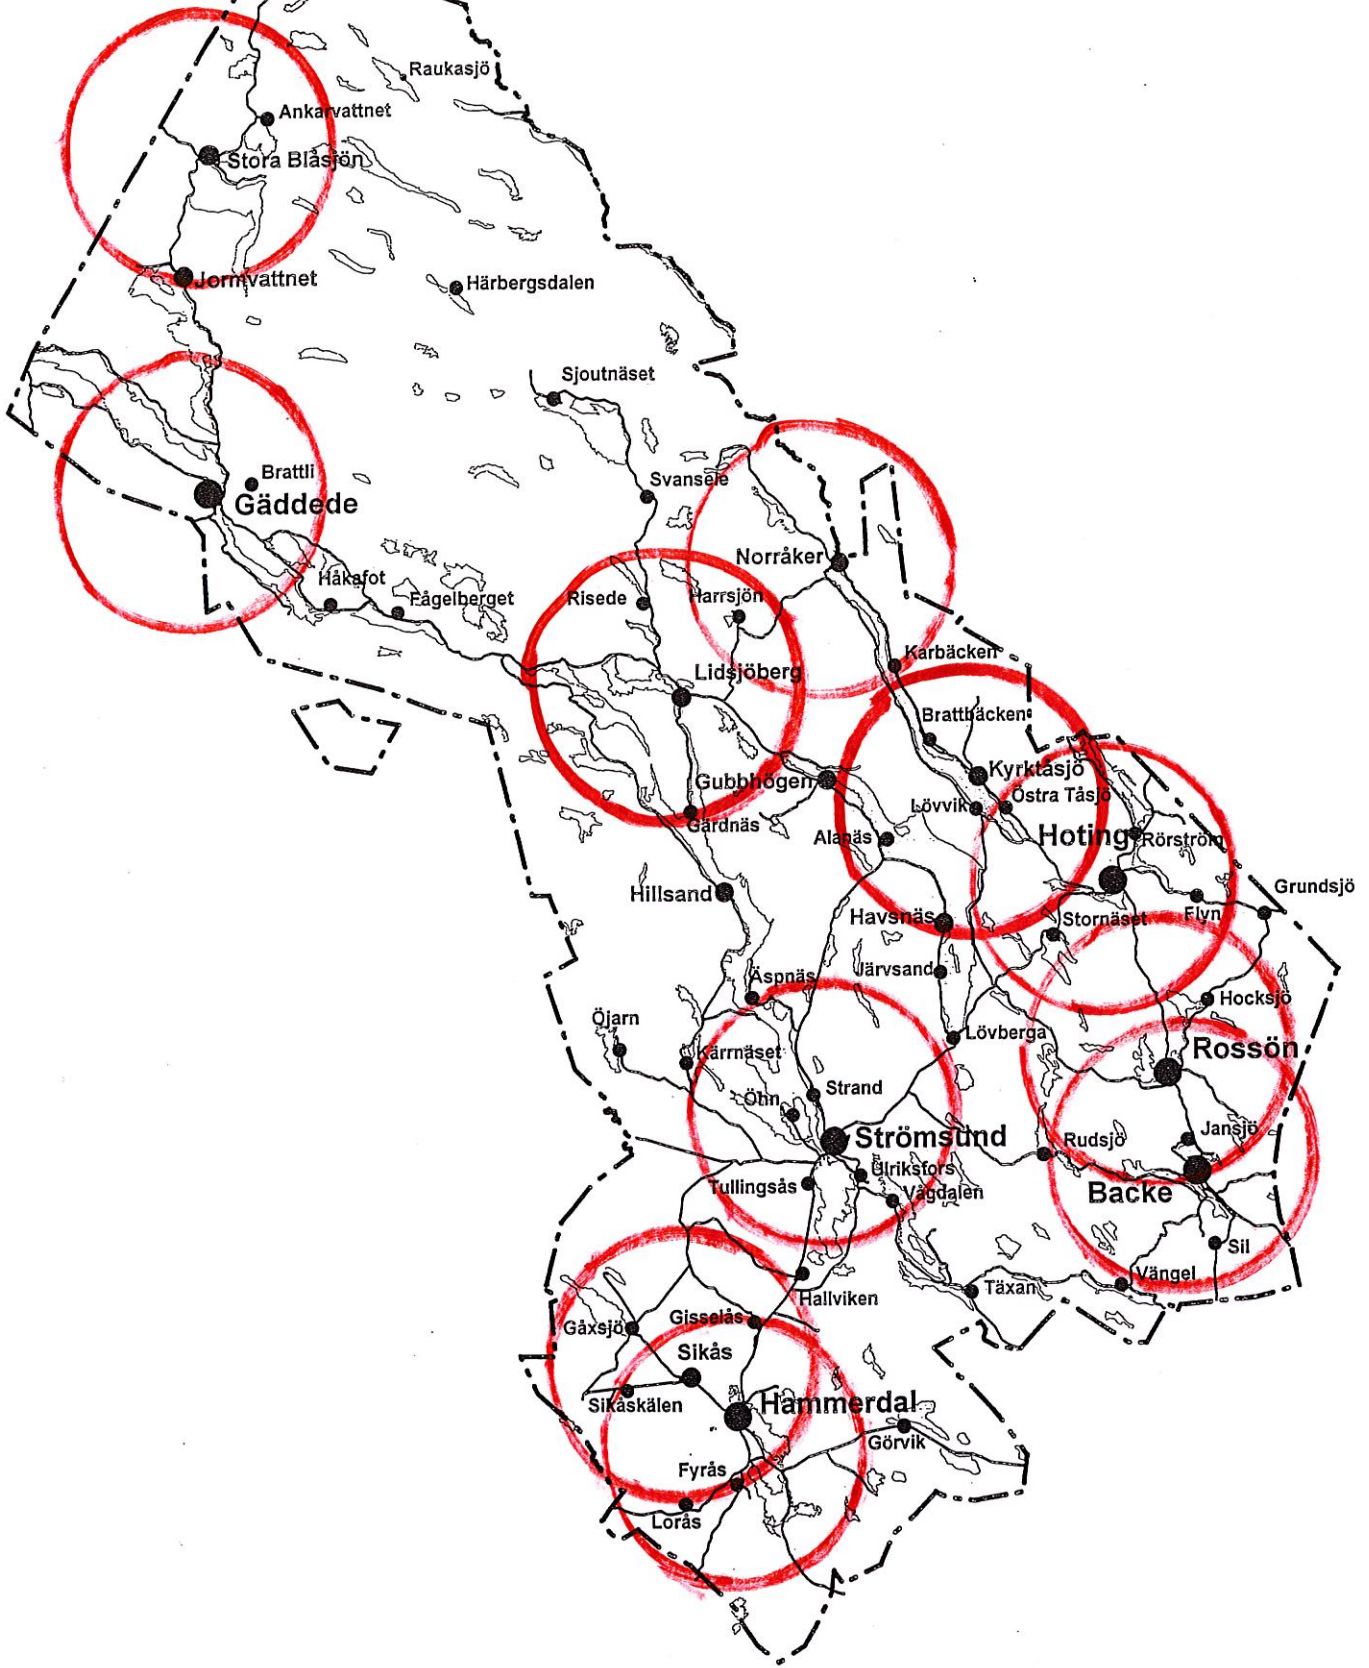 Raukasjö
Ankarvattnet
Stora Blåsjön
Jormvattnet
Härbergsdalen
Sjoutnäset
Brattli
Gäddede
Svansele
Norråker
Håkafot
Fågelberget
Risede
Harrsjön
Karbäcken
Lidsjöberg
Brattbäcken
Kyrktåsjö
Gubbhögen
Lövvik
Östra Tåsjö
Gärdnäs
Alanäs
Hoting
Rörström
Hillsand
Grundsjö
Havsnäs
Stornäset
Flyn
Äspnäs
Järvsand
Hocksjö
Öjarn
Kärrnäset
Lövberga
Rossön
Strand
Öhn
Strömsund
Rudsjö
Jansjö
Ulriksfors
Tullingsås
Vågdalen
Backe
Sil
Vängel
Täxan
Hallviken
Gåxsjö
Gisselås
Sikås
Sikåskälen
Hammerdal
Görvik
Fyrås
Lorås